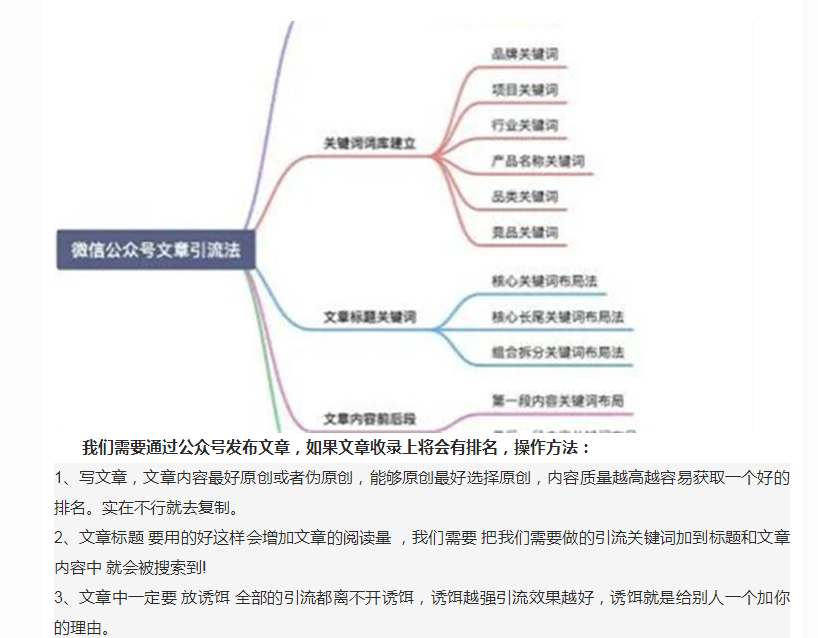 品牌关键词
项目关键词
行业关键词
关键词词库建立
产品名称关键词
品类关键词
竞品关键词
微信公众号文章引流法
核心关键词布局法
文章标题关键词
核心长尾关键词布局法
组合拆分关键词布局法
第一段内容关键词布局
文章内容前后段
我们需要通过公众号发布文章，如果文章收录上将会有排名，操作方法：
1、写文章，文章内容最好原创或者伪原创，能够原创最好选择原创，内容质量越高越容易获取一个好的
排名。实在不行就去复制。
2、文章标题 要用的好这样会增加文章的阅读量 ，我们需要 把我们需要做的引流关键词加到标题和文章
内容中 就会被搜索到!
3、文章中一定要 放诱饵 全部的引流都离不开诱饵，诱饵越强引流效果越好，诱饵就是给别人一个加你
的理由。